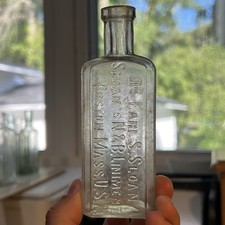 DR. EARL S. SLOAN
SLOAN'S N & B LINIMENT
BOSTON MASS. U.S.A.